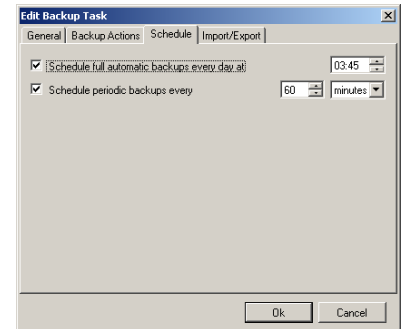 Edit Backup Task
General Backup Actions Schedule Import/Export
Schedule full automatic backups every day at 03:45
Schedule periodic backups every 60 minutes
Ok Cancel